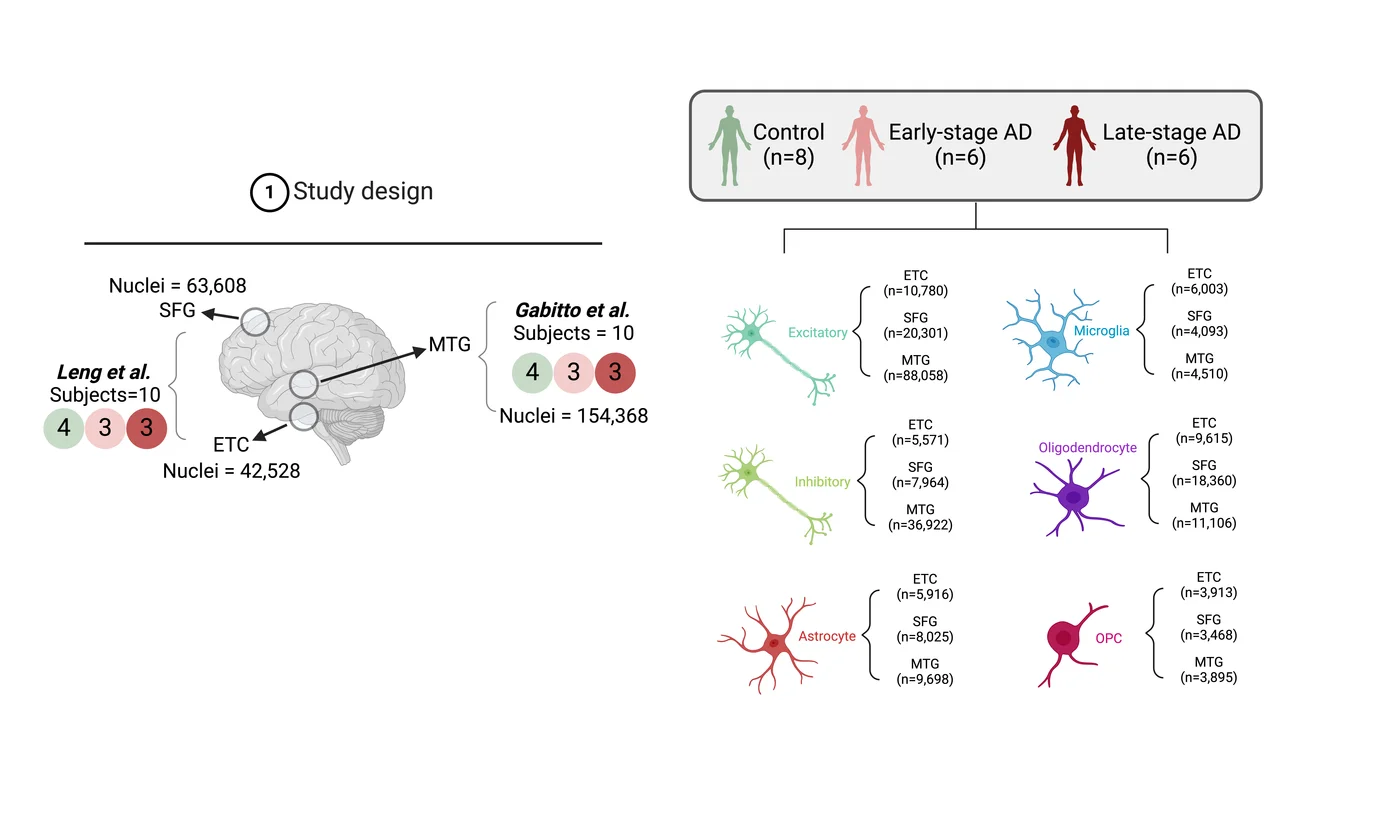 1 Study design
Nuclei = 63,608
SFG
Leng et al.
Subjects=10
4 3 3
ETC
Nuclei = 42,528
MTG
Gabitto et al.
Subjects = 10
4 3 3
Nuclei = 154,368
Control
(n=8)
Early-stage AD
(n=6)
Late-stage AD
(n=6)
Excitatory
ETC
(n=10,780)
SFG
(n=20,301)
MTG
(n=88,058)
Microglia
ETC
(n=6,003)
SFG
(n=4,093)
MTG
(n=4,510)
Inhibitory
ETC
(n=5,571)
SFG
(n=7,964)
MTG
(n=36,922)
Oligodendrocyte
ETC
(n=9,615)
SFG
(n=18,360)
MTG
(n=11,106)
Astrocyte
ETC
(n=5,916)
SFG
(n=8,025)
MTG
(n=9,698)
OPC
ETC
(n=3,913)
SFG
(n=3,468)
MTG
(n=3,895)